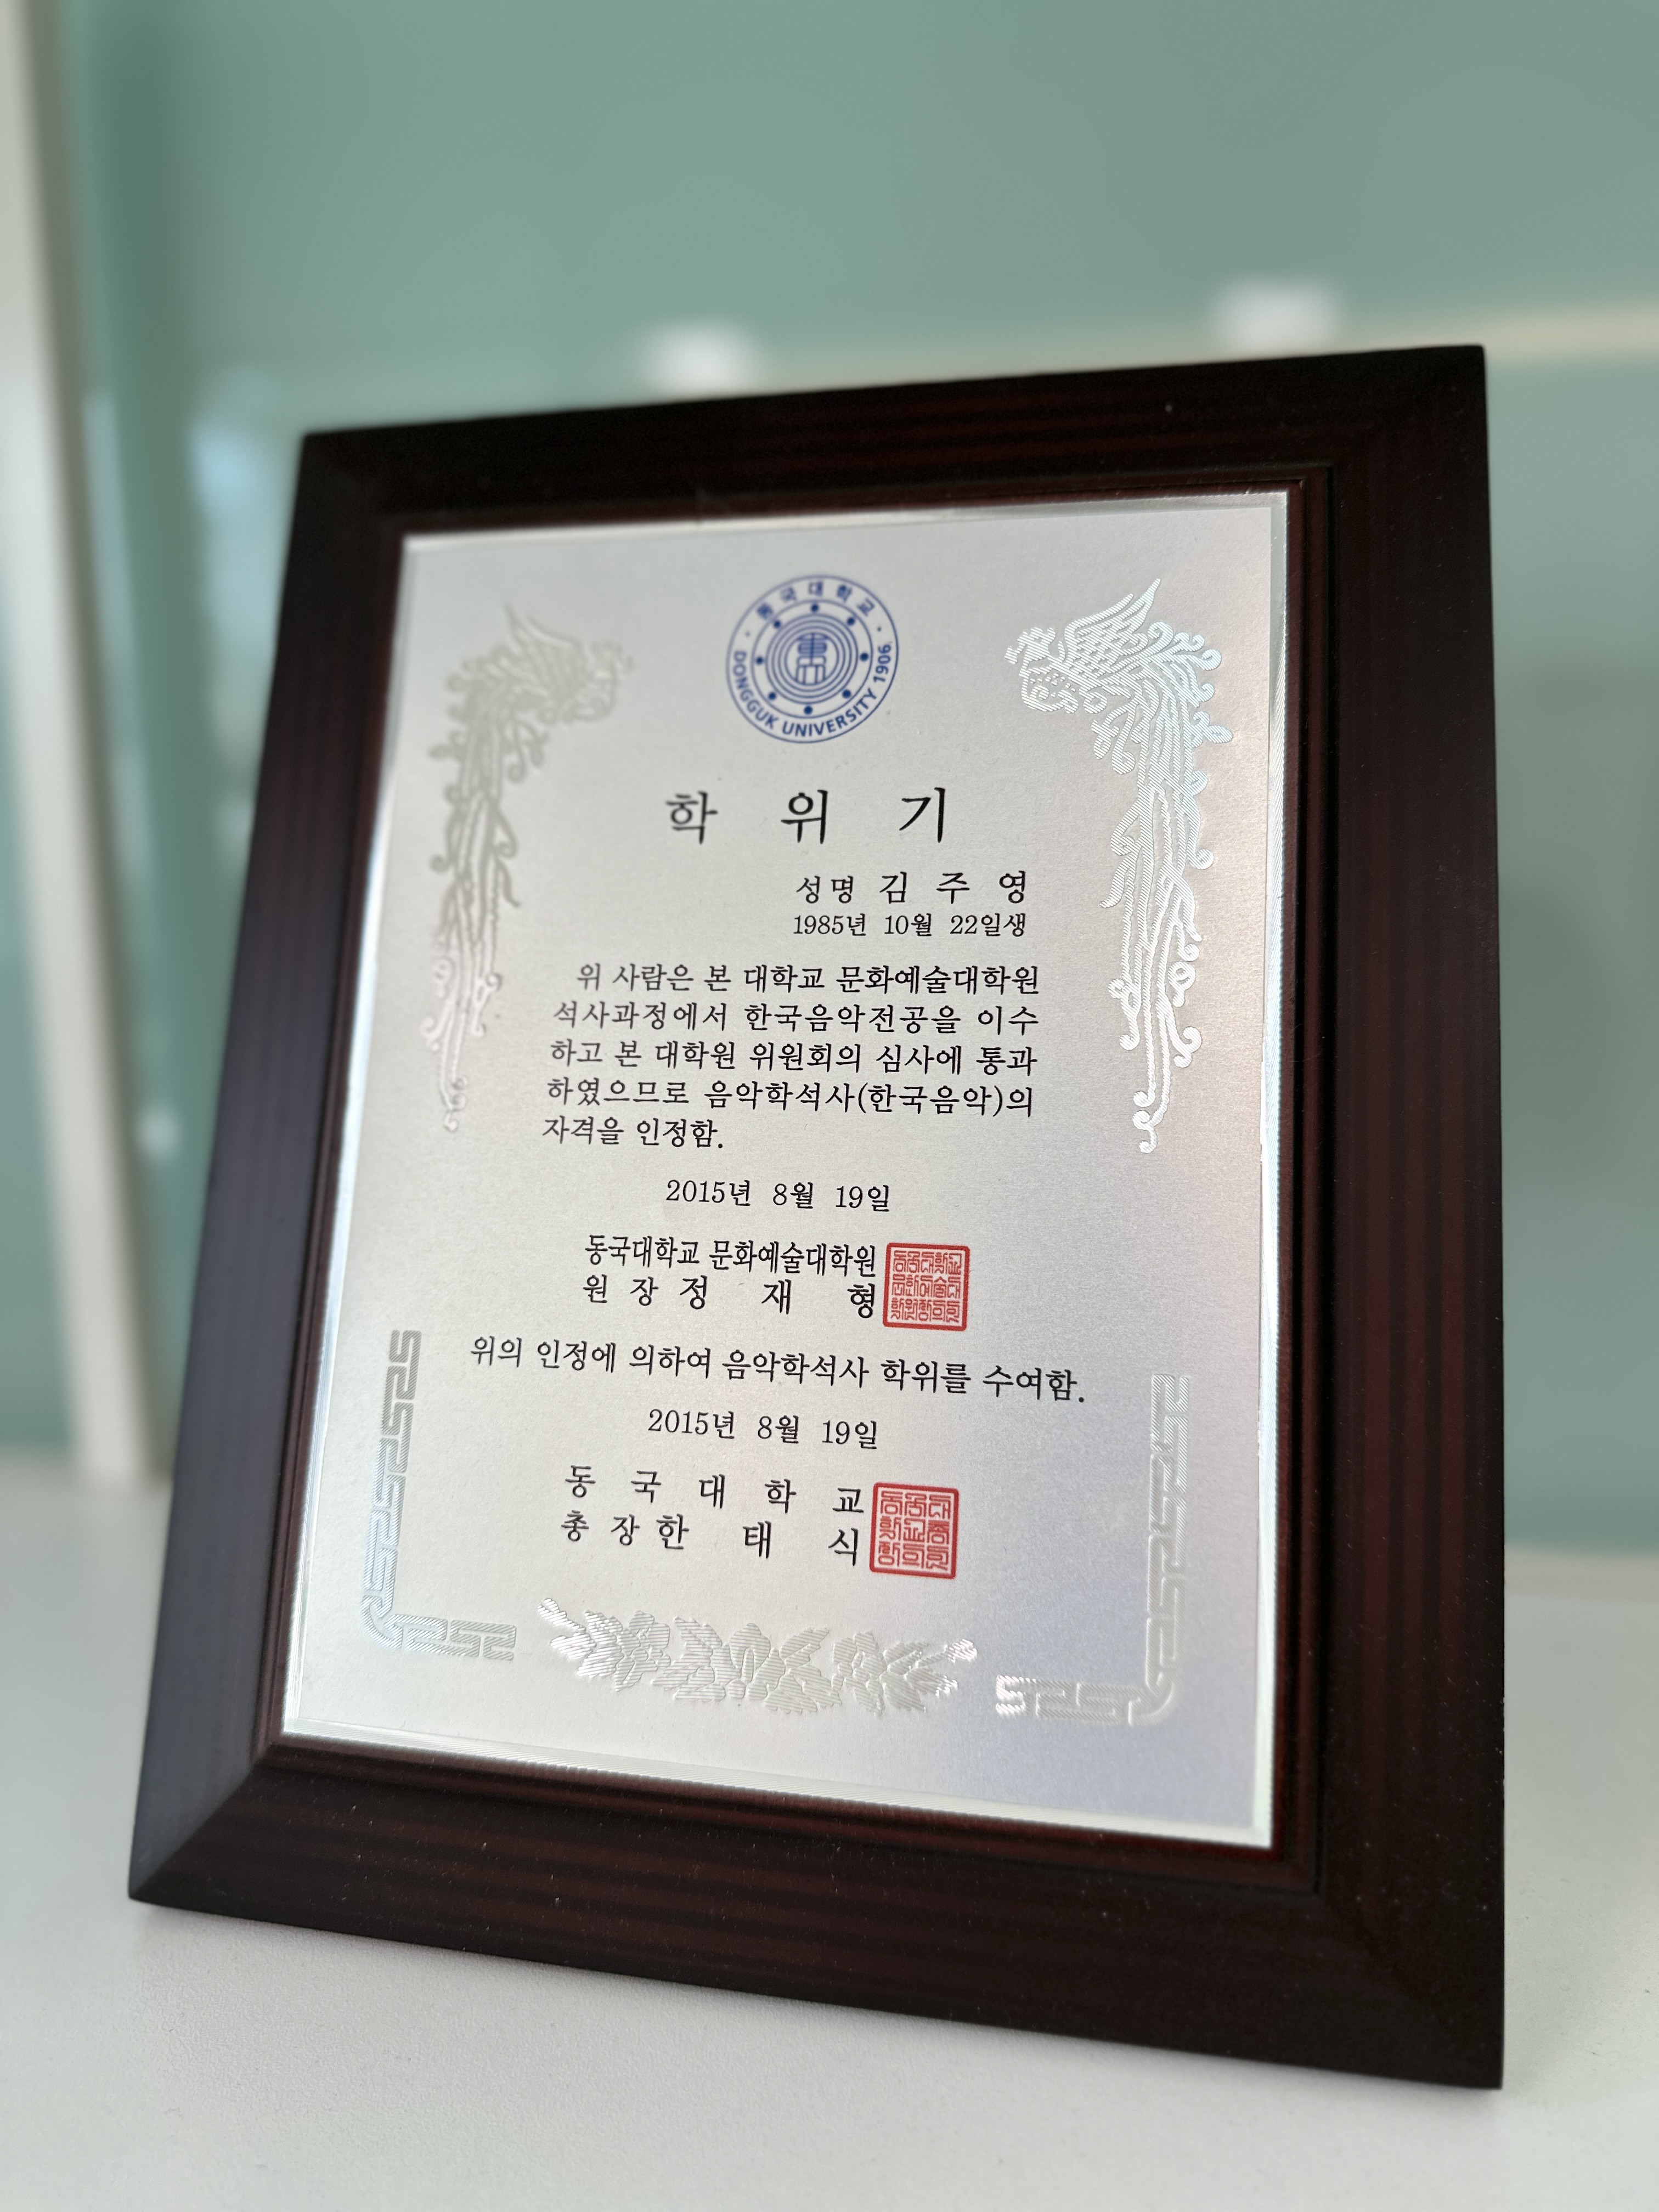 동국대학교
DONGGUK UNIVERSITY 1906
학 위 기
성명 김 주 영
1985년 10월 22일생
위 사람은 본 대학교 문화예술대학원
석사과정에서 한국음악전공을 이수
하고 본 대학원 위원회의 심사에 통과
하였으므로 음악학석사(한국음악)의
자격을 인정함.
2015년 8월 19일
동국대학교 문화예술대학원
원 장 정 재 형
위의 인정에 의하여 음악학석사 학위를 수여함.
2015년 8월 19일
동 국 대 학 교
총 장 한 태 식